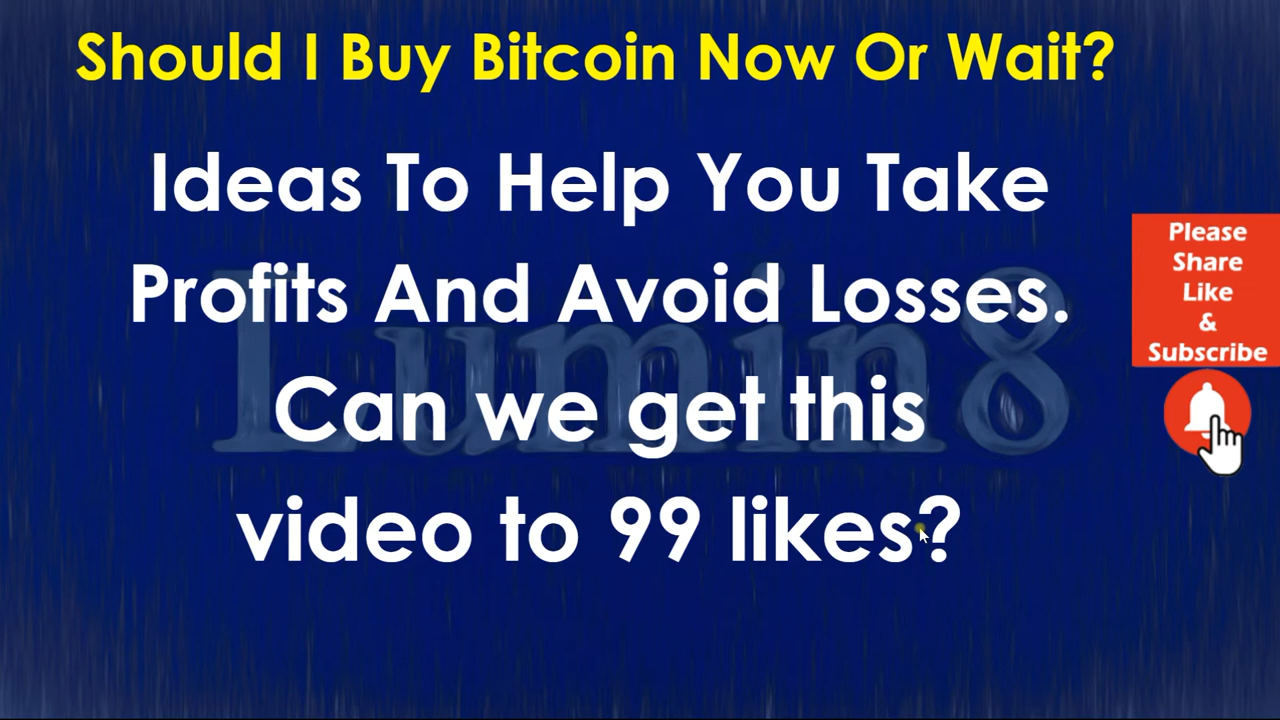 Should I Buy Bitcoin Now Or Wait?
Ideas To Help You Take
Profits And Avoid Losses.
Can we get this
video to 99 likes?
Lumin8
Please
Share
Like
&
Subscribe